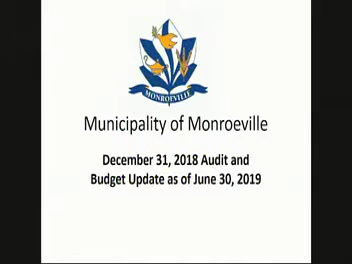 MONROEVILLE
Municipality of Monroeville
December 31, 2018 Audit and
Budget Update as of June 30, 2019